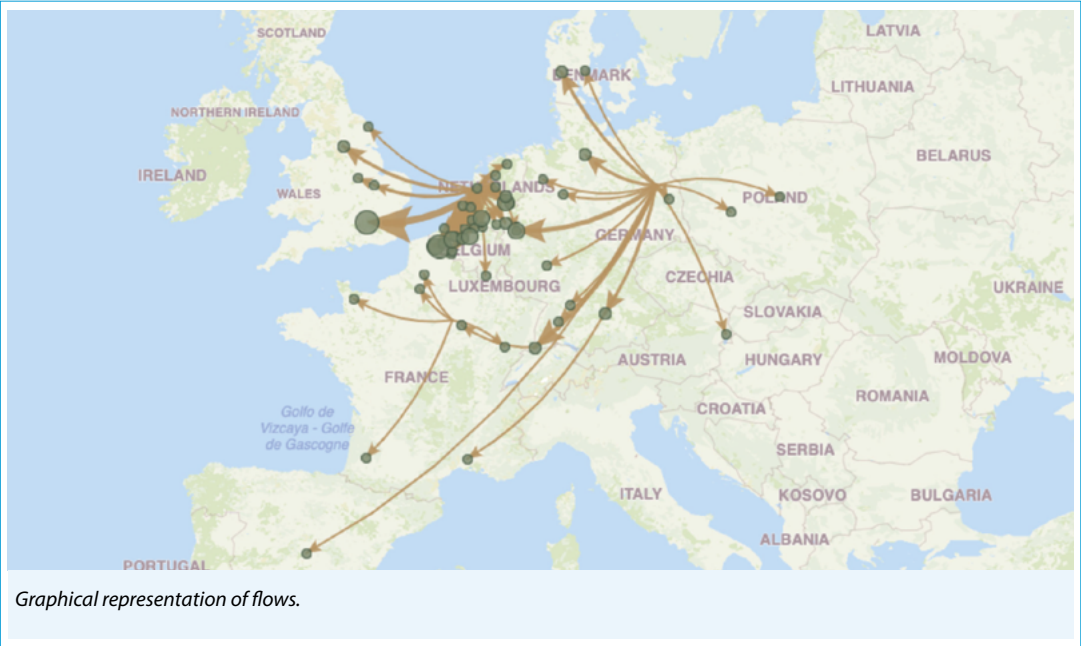 SCOTLAND
LATVIA
DENMARK
LITHUANIA
NORTHERN IRELAND
BELARUS
IRELAND
NETHERLANDS
WALES
POLAND
GERMANY
BELGIUM
CZECHIA
LUXEMBOURG
UKRAINE
SLOVAKIA
AUSTRIA
HUNGARY
MOLDOVA
FRANCE
ROMANIA
CROATIA
Golfo de
Vizcaya - Golfe
de Gascogne
SERBIA
ITALY
KOSOVO
BULGARIA
ALBANIA
PORTUGAL
Graphical representation of flows.